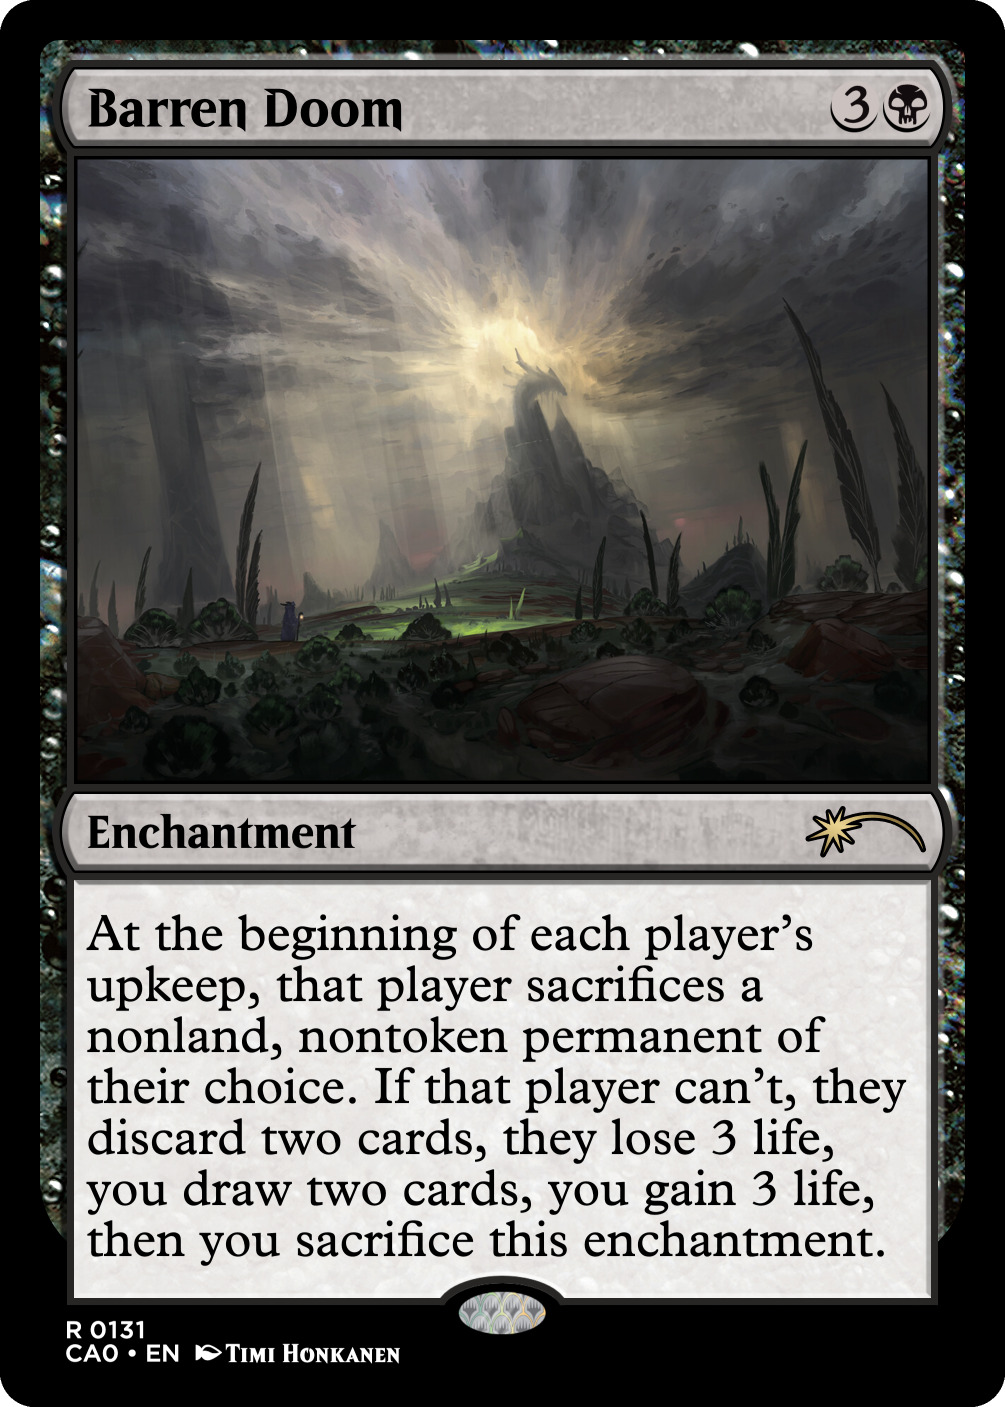 Barren Doom 3
Enchantment
At the beginning of each player's
upkeep, that player sacrifices a
nonland, nontoken permanent of
their choice. If that player can't, they
discard two cards, they lose 3 life,
you draw two cards, you gain 3 life,
then you sacrifice this enchantment.
R 0131
CAO • EN Timi Honkanen